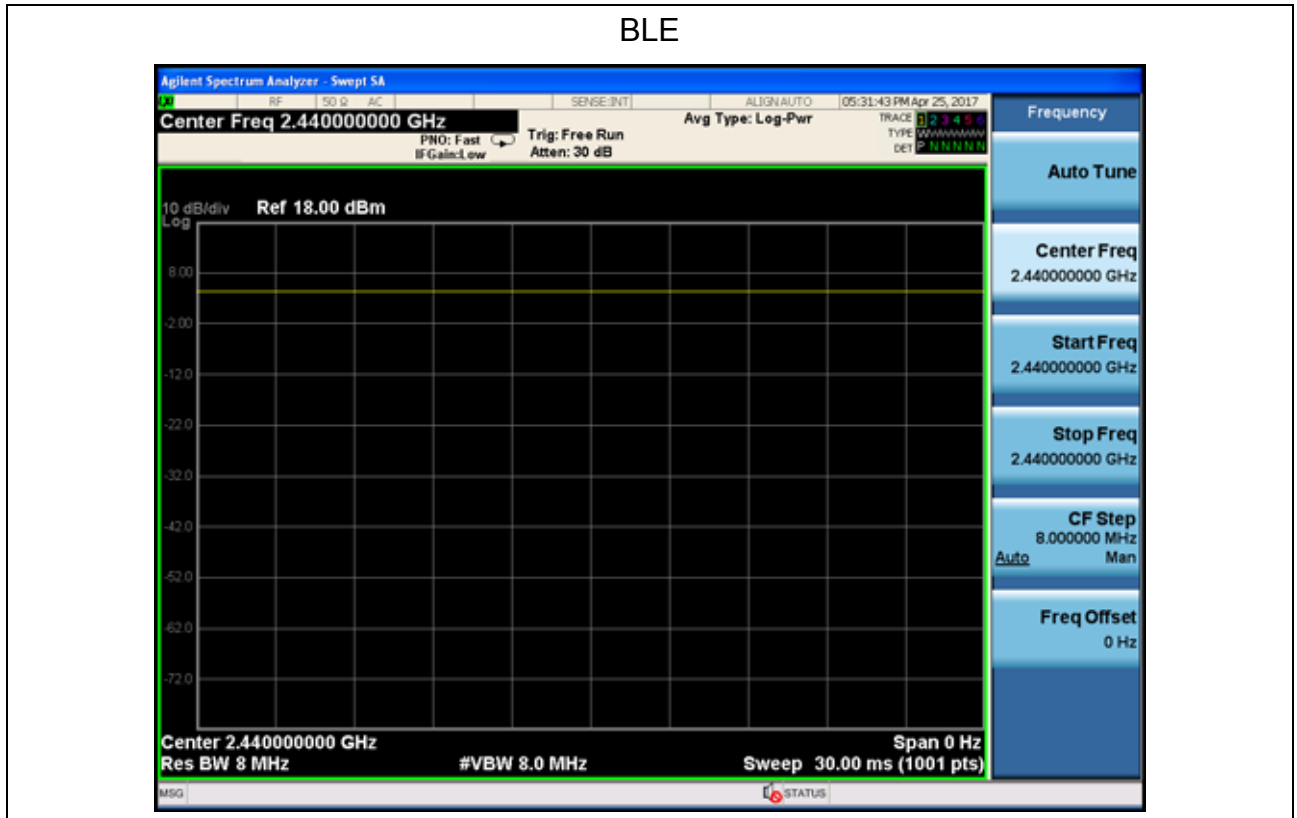 BLE
Agilent Spectrum Analyzer - Swept SA
RF 50 Ω AC SENSE:INT ALIGN AUTO 05:31:43 PM Apr 25, 2017
Center Freq 2.440000000 GHz
Avg Type: Log-Pwr
TRACE 1 2 3 4 5 6
TYPE
DET P N N N N N
PNO: Fast
IFGain:Low
Trig: Free Run
Atten: 30 dB
10 dB/div
Log
Ref 18.00 dBm
8.00
-2.00
-12.0
-22.0
-32.0
-42.0
-52.0
-62.0
-72.0
Center 2.440000000 GHz Span 0 Hz
Res BW 8 MHz #VBW 8.0 MHz Sweep 30.00 ms (1001 pts)
MSG STATUS
Frequency
Auto Tune
Center Freq
2.440000000 GHz
Start Freq
2.440000000 GHz
Stop Freq
2.440000000 GHz
CF Step
8.000000 MHz
Auto Man
Freq Offset
0 Hz